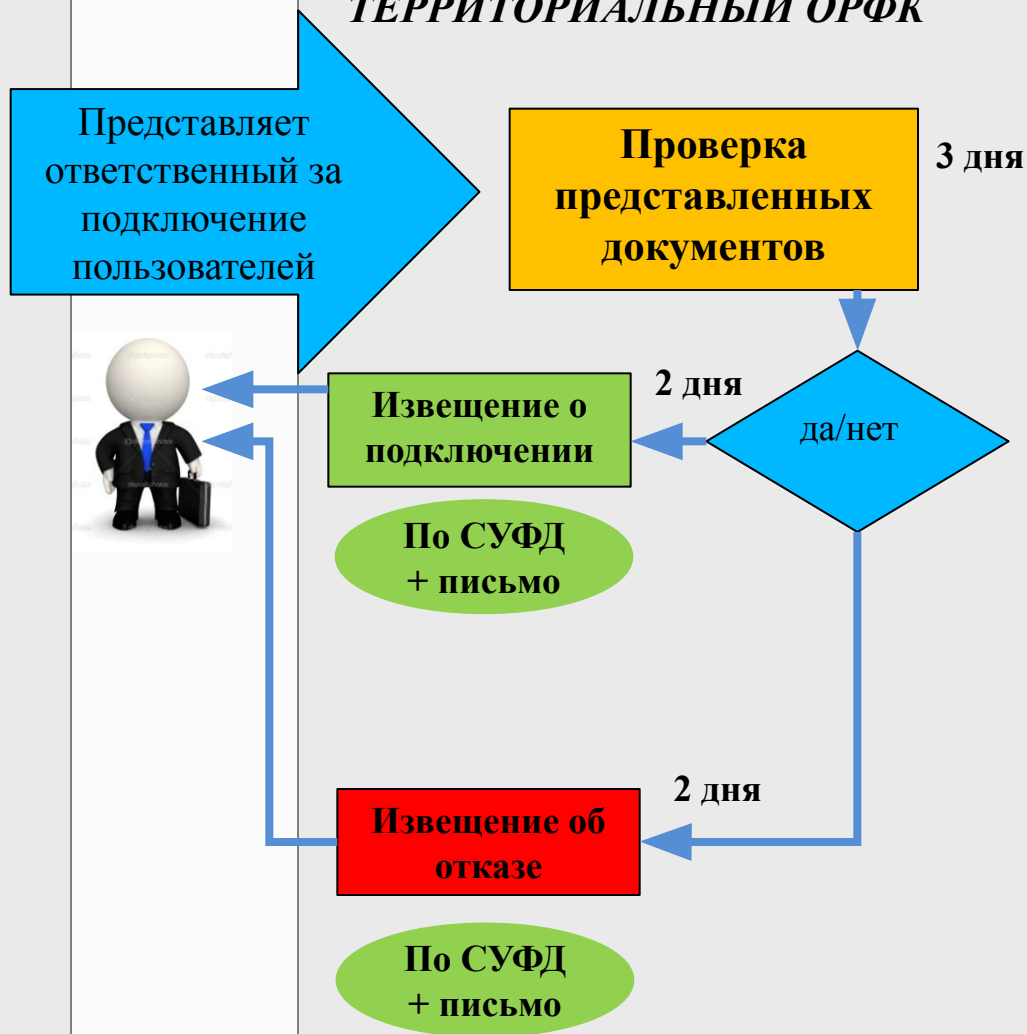 ТЕРРИТОРИАЛЬНЫЙ ОРФК
Представляет
ответственный за
подключение
пользователей
Проверка
представленных
документов
3 дня
Извещение о
подключении
2 дня
да/нет
По СУФД
+ письмо
2 дня
Извещение об
отказе
По СУФД
+ письмо